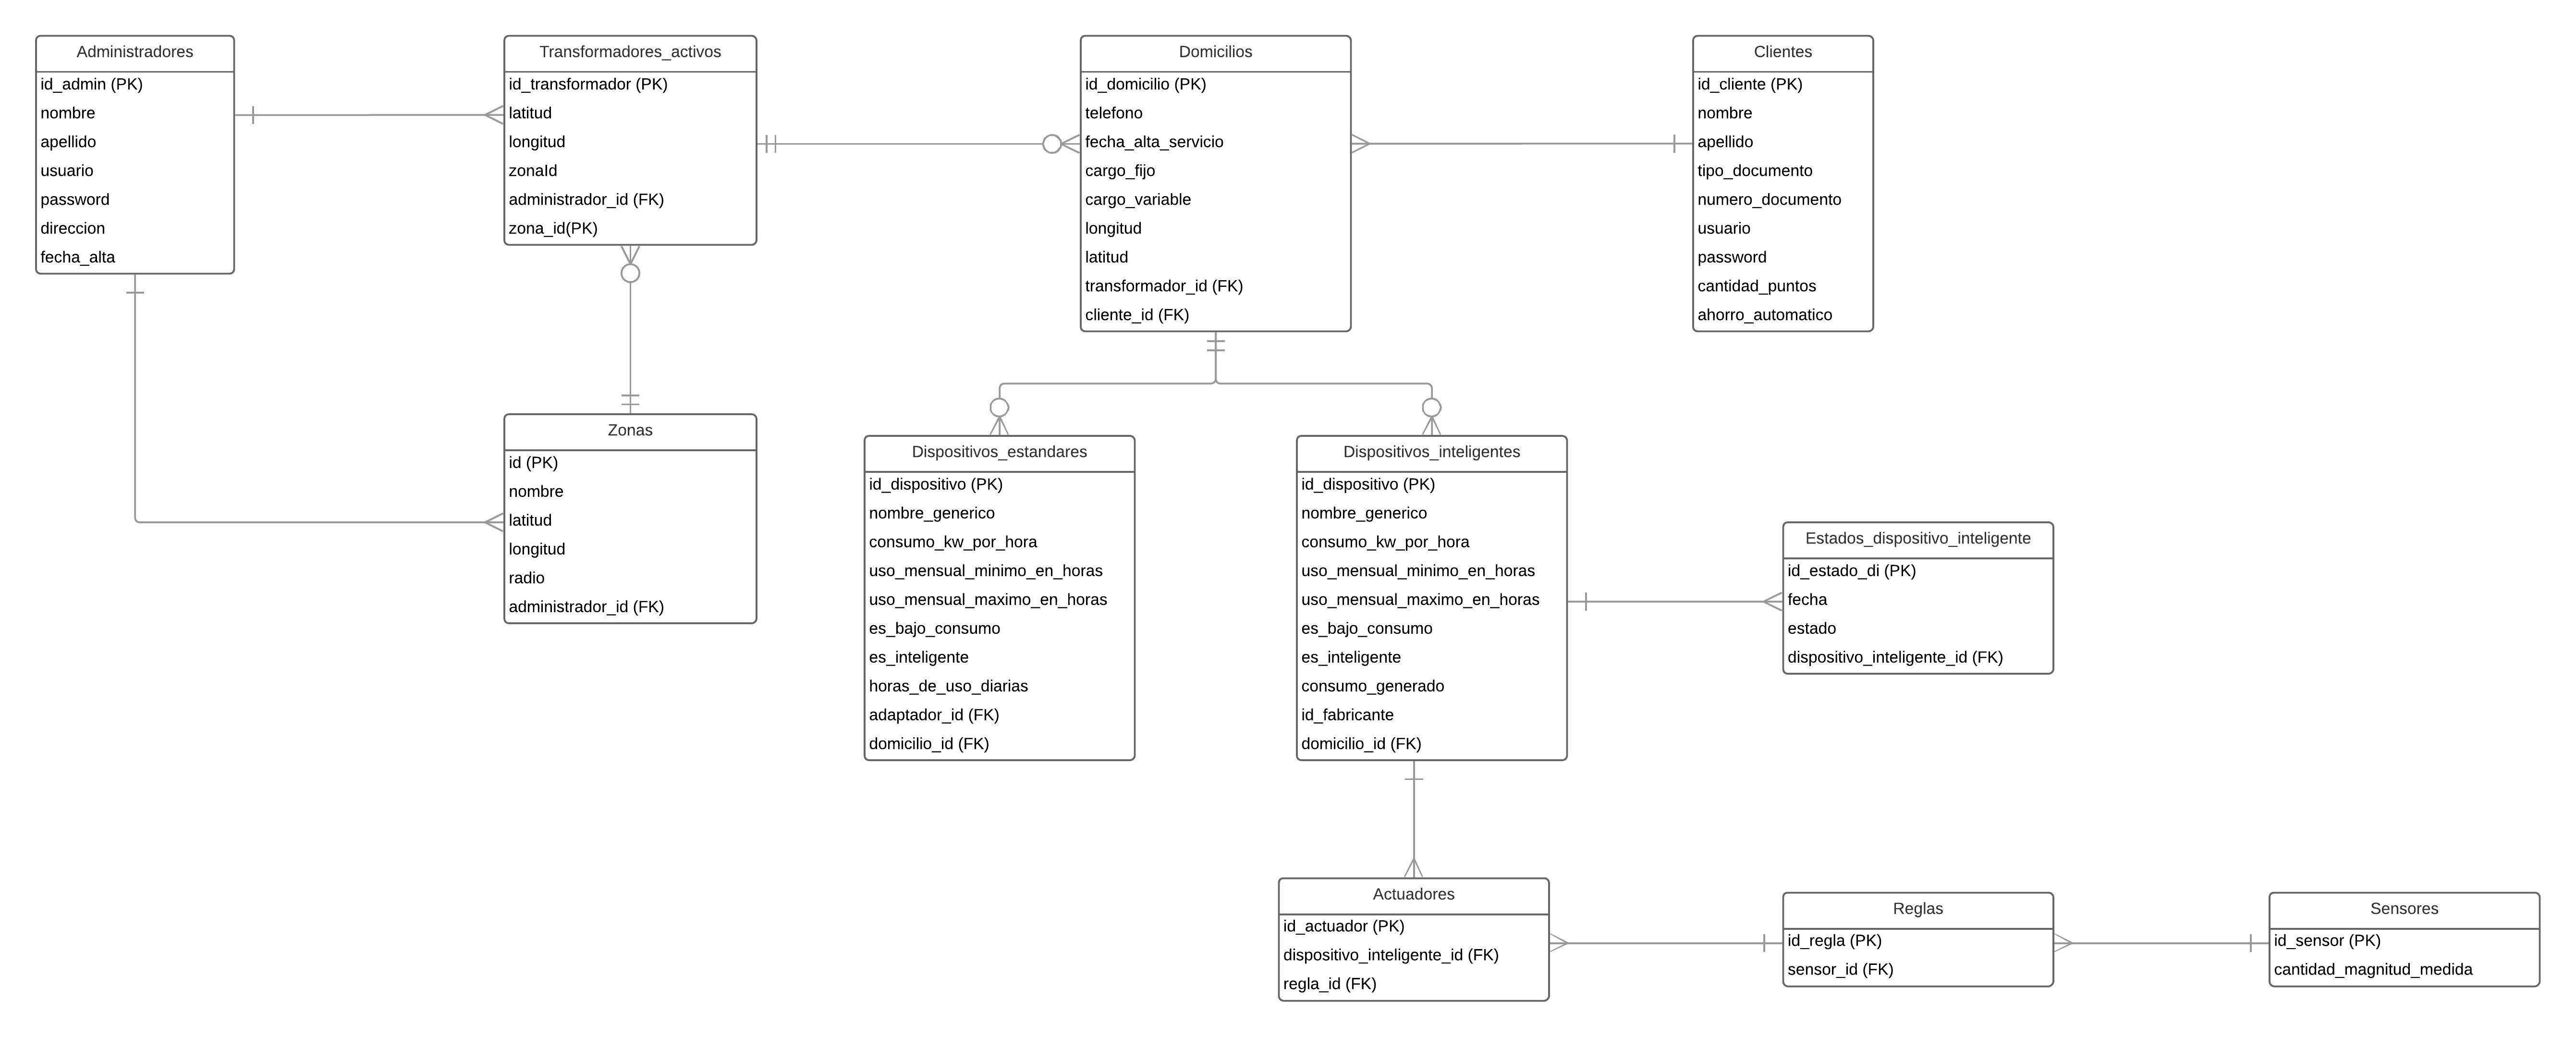 Administradores
id_admin (PK)
nombre
apellido
usuario
password
direccion
fecha_alta
Transformadores_activos
id_transformador (PK)
latitud
longitud
zonaId
administrador_id (FK)
zona_id(PK)
Domicilios
id_domicilio (PK)
telefono
fecha_alta_servicio
cargo_fijo
cargo_variable
longitud
latitud
transformador_id (FK)
cliente_id (FK)
Clientes
id_cliente (PK)
nombre
apellido
tipo_documento
numero_documento
usuario
password
cantidad_puntos
ahorro_automatico
Zonas
id (PK)
nombre
latitud
longitud
radio
administrador_id (FK)
Dispositivos_estandares
id_dispositivo (PK)
nombre_generico
consumo_kw_por_hora
uso_mensual_minimo_en_horas
uso_mensual_maximo_en_horas
es_bajo_consumo
es_inteligente
horas_de_uso_diarias
adaptador_id (FK)
domicilio_id (FK)
Dispositivos_inteligentes
id_dispositivo (PK)
nombre_generico
consumo_kw_por_hora
uso_mensual_minimo_en_horas
uso_mensual_maximo_en_horas
es_bajo_consumo
es_inteligente
consumo_generado
id_fabricante
domicilio_id (FK)
Estados_dispositivo_inteligente
id_estado_di (PK)
fecha
estado
dispositivo_inteligente_id (FK)
Actuadores
id_actuador (PK)
dispositivo_inteligente_id (FK)
regla_id (FK)
Reglas
id_regla (PK)
sensor_id (FK)
Sensores
id_sensor (PK)
cantidad_magnitud_medida